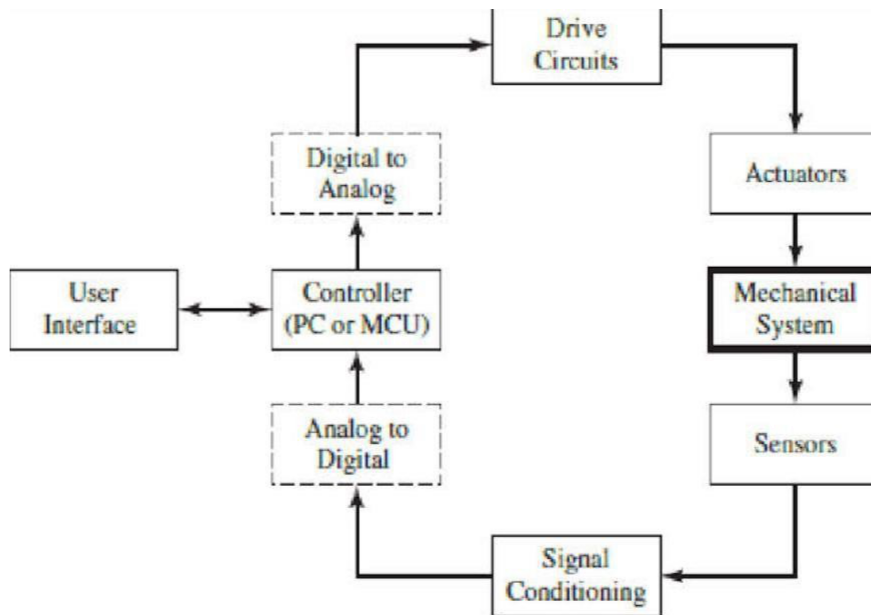 Drive
Circuits
Digital to
Analog
Actuators
User
Interface
Controller
(PC or MCU)
Mechanical
System
Analog to
Digital
Sensors
Signal
Conditioning